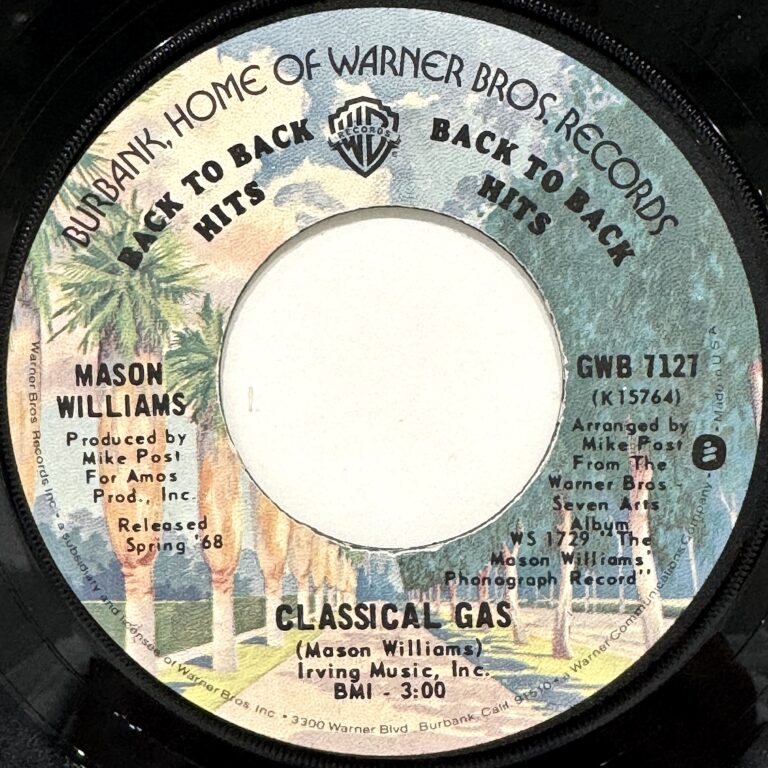 BURBANK, HOME OF WARNER BROS. RECORDS
BACK TO BACK
HITS
WB
RECORDS
BACK TO BACK
HITS
MASON
WILLIAMS
Produced by
Mike Post
For Amos
Prod., Inc.
Released
Spring '68
GWB 7127
(K15764)
Arranged by
Mike Post
From The
Warner Bros
Seven Arts
Album
WS 1729 "The
Mason Williams
Phonograph Record"
CLASSICAL GAS
(Mason Williams)
Irving Music, Inc.
BMI - 3:00
Warner Bros Records Inc. • a subsidiary and licensee of Warner Bros. Inc. • 3300 Warner Blvd., Burbank, Calif. 91510 • a Warner Communications Company • Made in U.S.A.